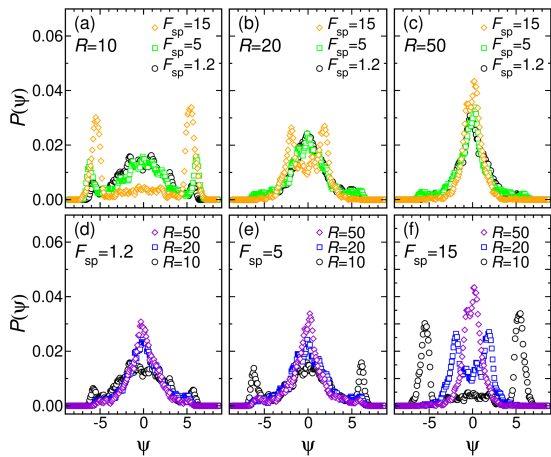 (a) F_sp=15
R=10 F_sp=5
F_sp=1.2
(b) F_sp=15
R=20 F_sp=5
F_sp=1.2
(c) F_sp=15
R=50 F_sp=5
F_sp=1.2
P(ψ)
0.06
0.04
0.02
0.00
(d) R=50
F_sp=1.2 R=20
R=10
(e) R=50
F_sp=5 R=20
R=10
(f) R=50
F_sp=15 R=20
R=10
P(ψ)
0.06
0.04
0.02
0.00
-5 0 5 -5 0 5 -5 0 5
ψ ψ ψ